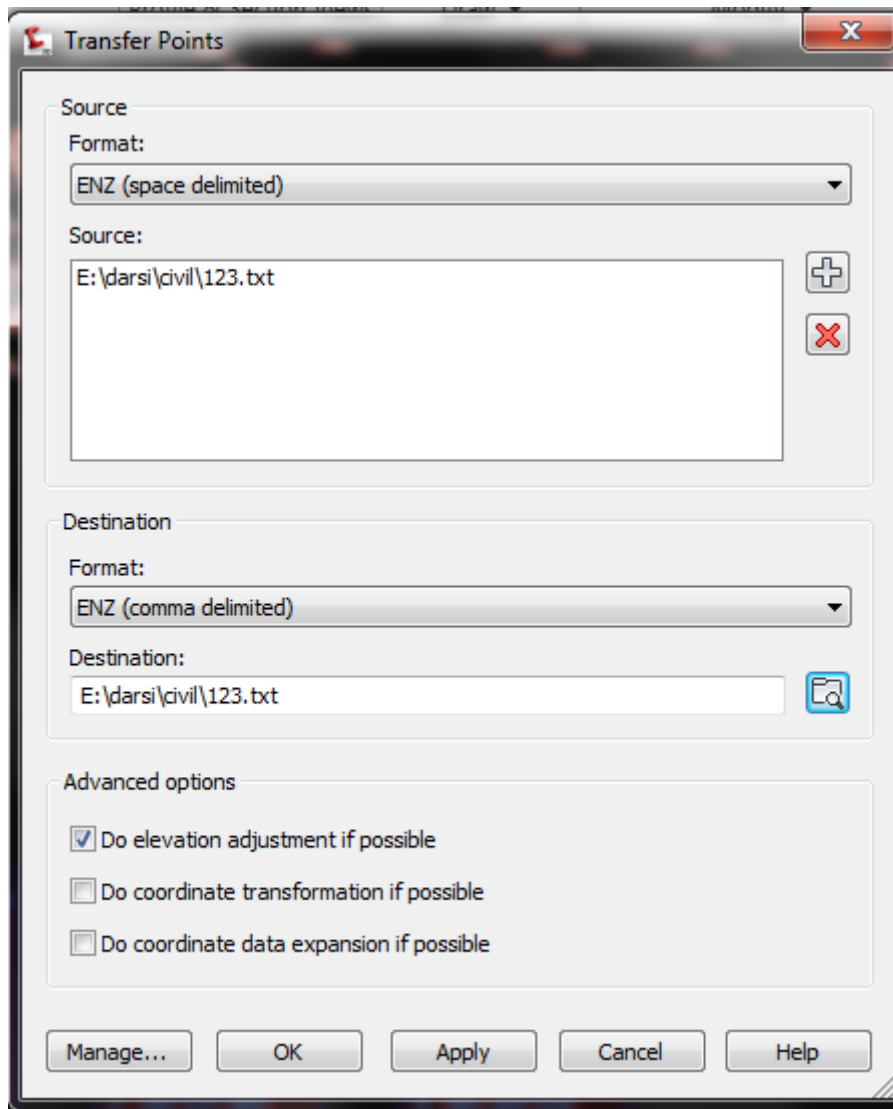 Transfer Points
Source
Format:
ENZ (space delimited)
Source:
E:\darsi\civil\123.txt
Destination
Format:
ENZ (comma delimited)
Destination:
E:\darsi\civil\123.txt
Advanced options
Do elevation adjustment if possible
Do coordinate transformation if possible
Do coordinate data expansion if possible
Manage... OK Apply Cancel Help